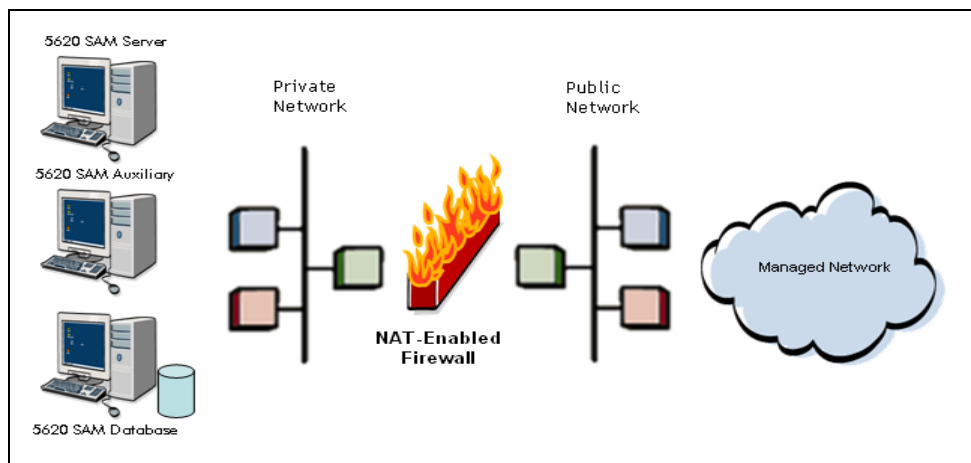 5620 SAM Server
Private
Network
Public
Network
5620 SAM Auxiliary
Managed Network
NAT-Enabled
Firewall
5620 SAM Database